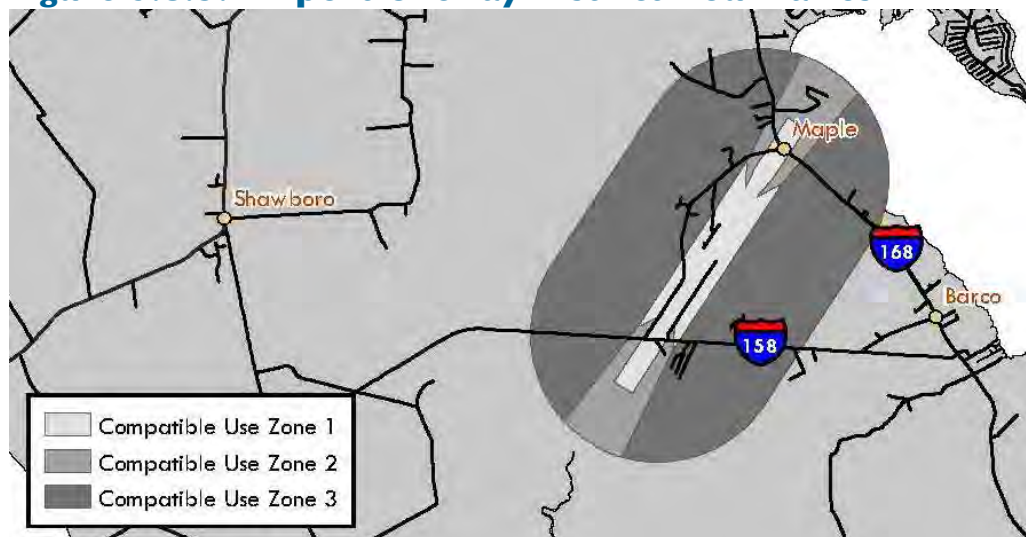 Maple
Shawboro
168
Barco
158
Compatible Use Zone 1
Compatible Use Zone 2
Compatible Use Zone 3